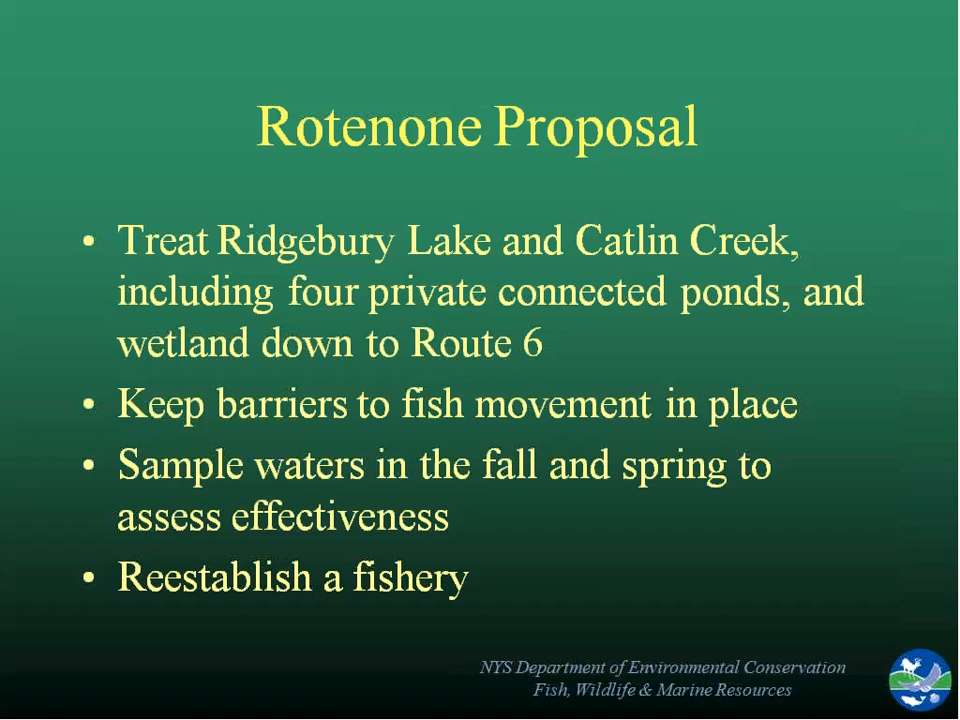 Rotenone Proposal
• Treat Ridgebury Lake and Catlin Creek,
including four private connected ponds, and
wetland down to Route 6
• Keep barriers to fish movement in place
• Sample waters in the fall and spring to
assess effectiveness
• Reestablish a fishery
NYS Department of Environmental Conservation
Fish, Wildlife & Marine Resources